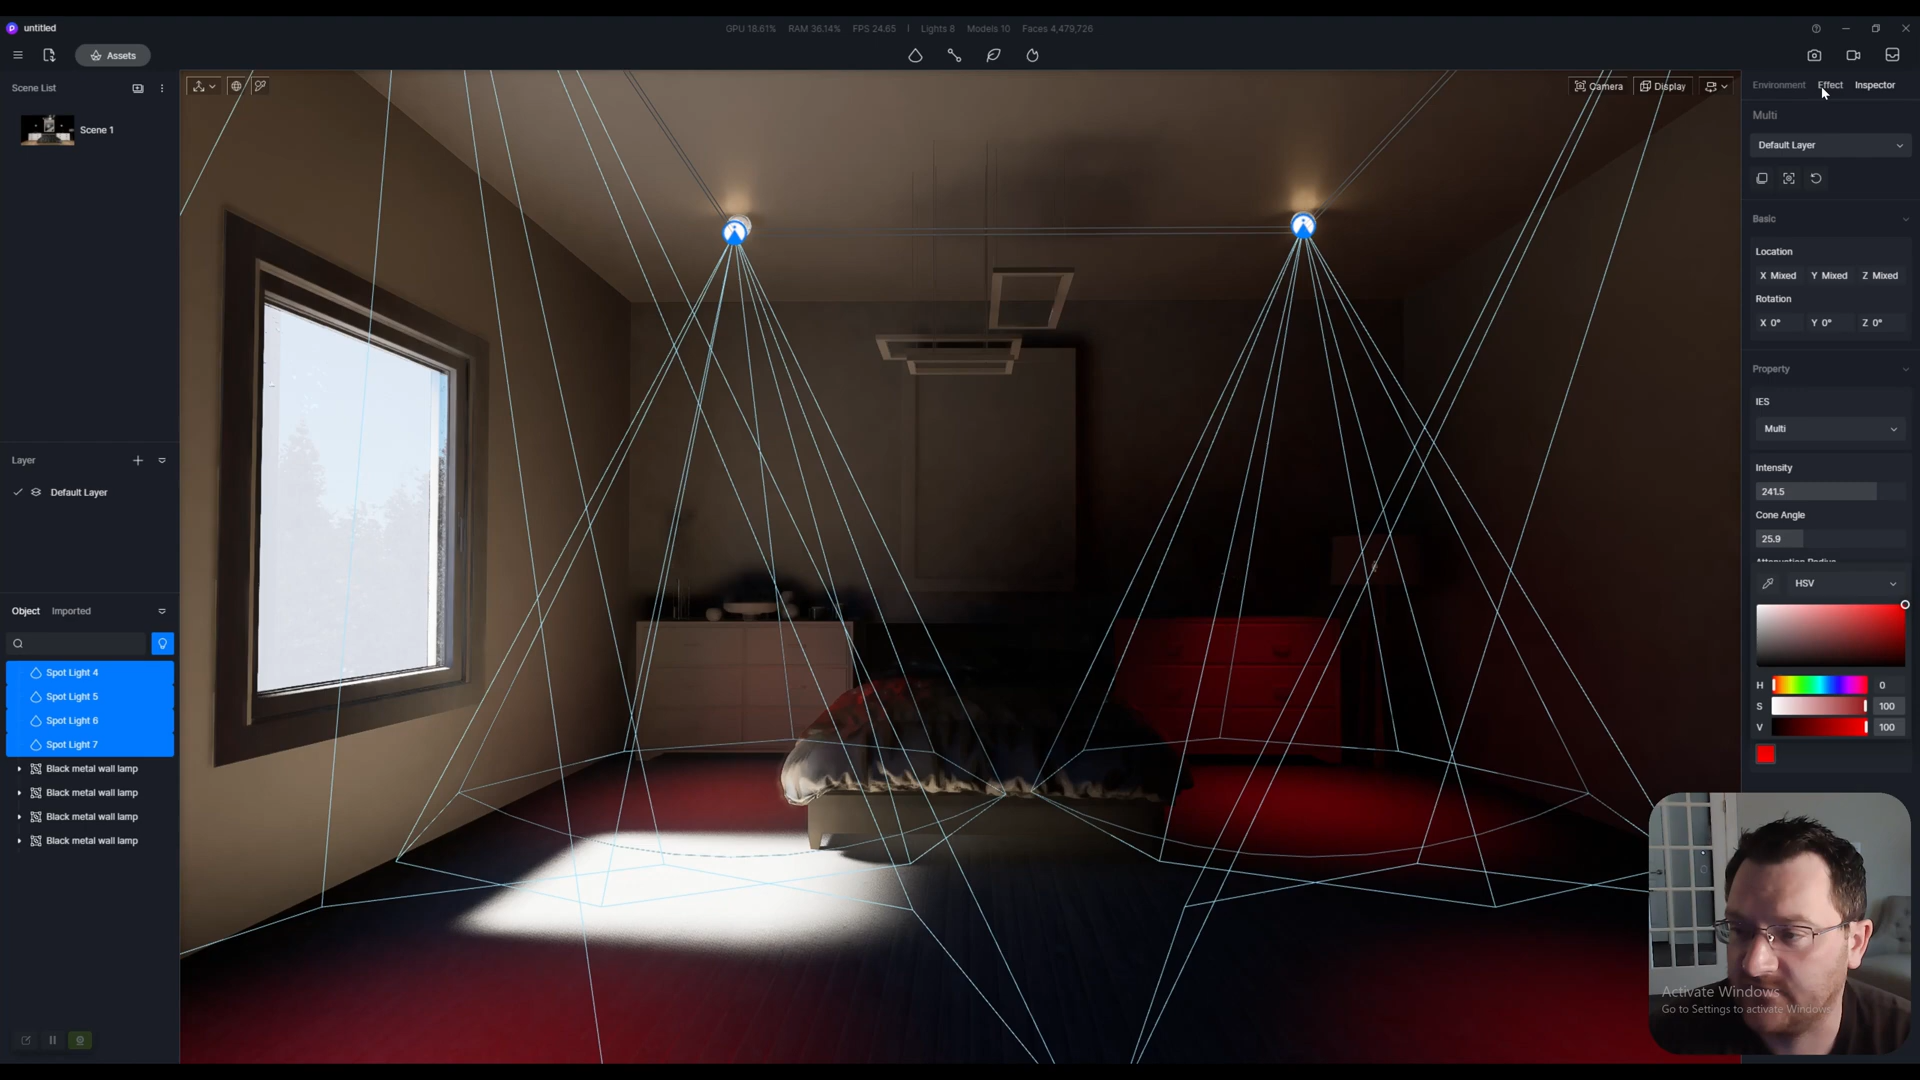 untitled
GPU 18.61% RAM 36.14% FPS 24.65 | Lights 8 Models 10 Faces 4,479,726
Assets
Scene List
Scene 1
Camera
Display
Environment Effect Inspector
Multi
Default Layer
Basic
Location
X Mixed Y Mixed Z Mixed
Rotation
X 0° Y 0° Z 0°
Property
IES
Multi
Intensity
241.5
Cone Angle
25.9
Attenuation Radius
HSV
H 0
S 100
V 100
Layer
Default Layer
Object Imported
Spot Light 4
Spot Light 5
Spot Light 6
Spot Light 7
Black metal wall lamp
Black metal wall lamp
Black metal wall lamp
Black metal wall lamp
Activate Windows
Go to Settings to activate Windows.